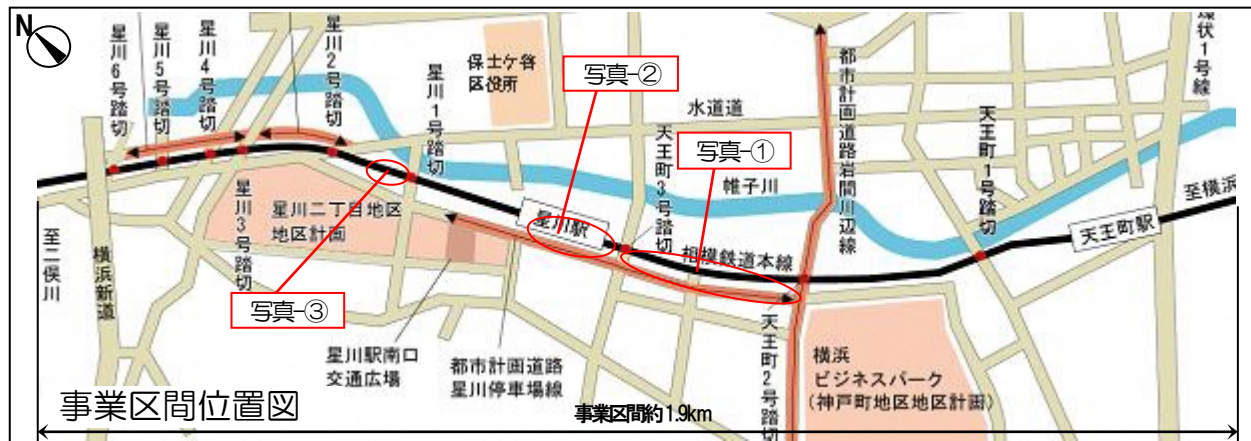 N
星川6号踏切
星川5号踏切
星川4号踏切
星川2号踏切
星川1号踏切
保土ケ谷
区役所
写真-②
水道道
天王町3号踏切
写真-①
都市計画道路岩間川辺線
環状1号線
天王町1号踏切
帷子川
至横浜
天王町駅
星川駅
相模鉄道本線
星川二丁目地区
地区計画
星川3号踏切
至二俣川
横浜新道
写真-③
星川駅南口
交通広場
都市計画道路
星川停車場線
天王町2号踏切
横浜
ビジネスパーク
(神戸町地区地区計画)
事業区間位置図
事業区間約1.9km